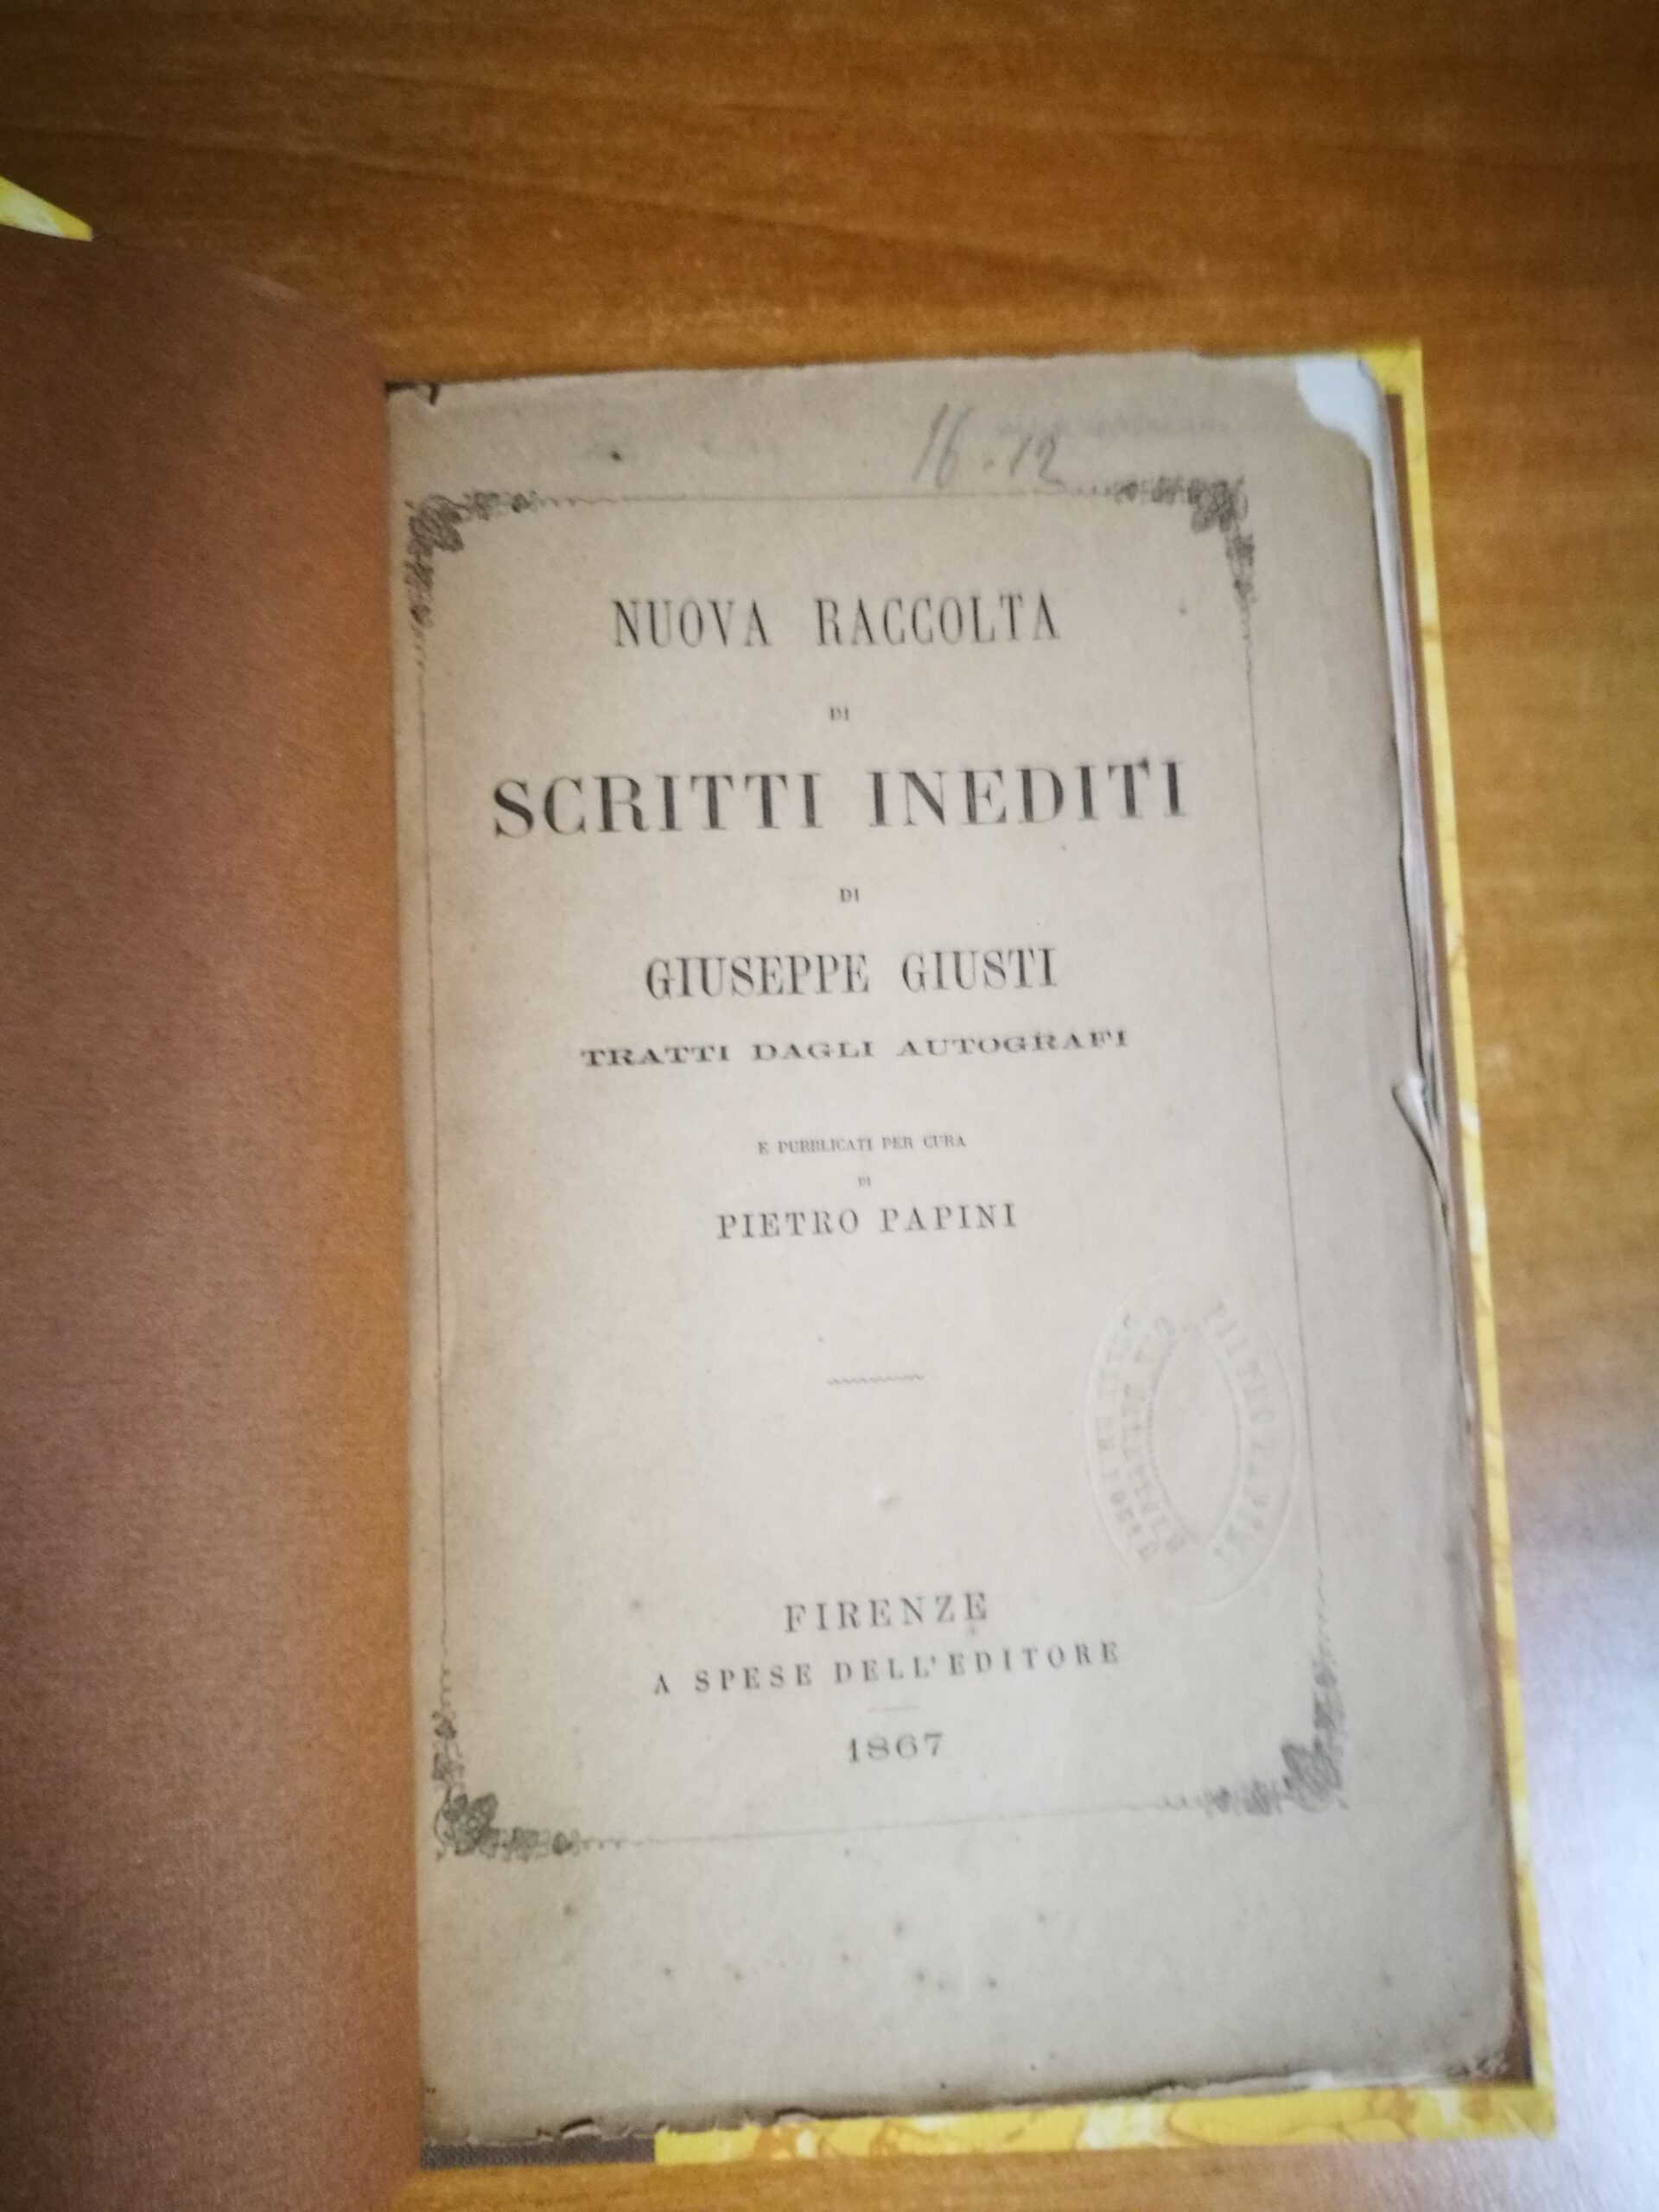 16.12
NUOVA RACCOLTA
DI
SCRITTI INEDITI
DI
GIUSEPPE GIUSTI
TRATTI DAGLI AUTOGRAFI
E PUBBLICATI PER CURA
DI
PIETRO PAPINI
FIRENZE
A SPESE DELL'EDITORE
1867